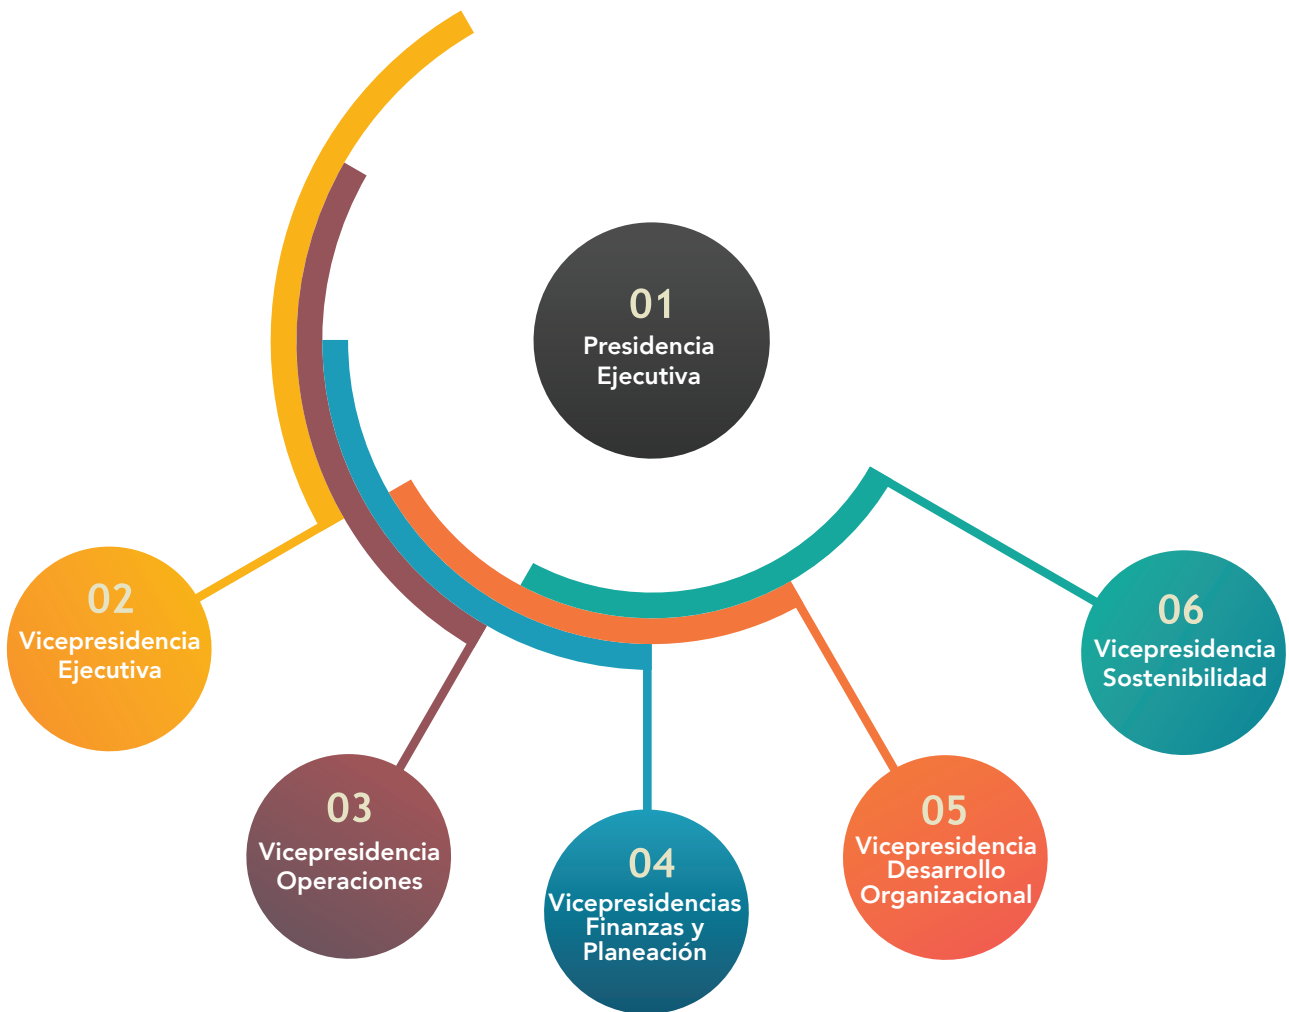 01
Presidencia
Ejecutiva
02
Vicepresidencia
Ejecutiva
03
Vicepresidencia
Operaciones
04
Vicepresidencias
Finanzas y
Planeación
05
Vicepresidencia
Desarrollo
Organizacional
06
Vicepresidencia
Sostenibilidad